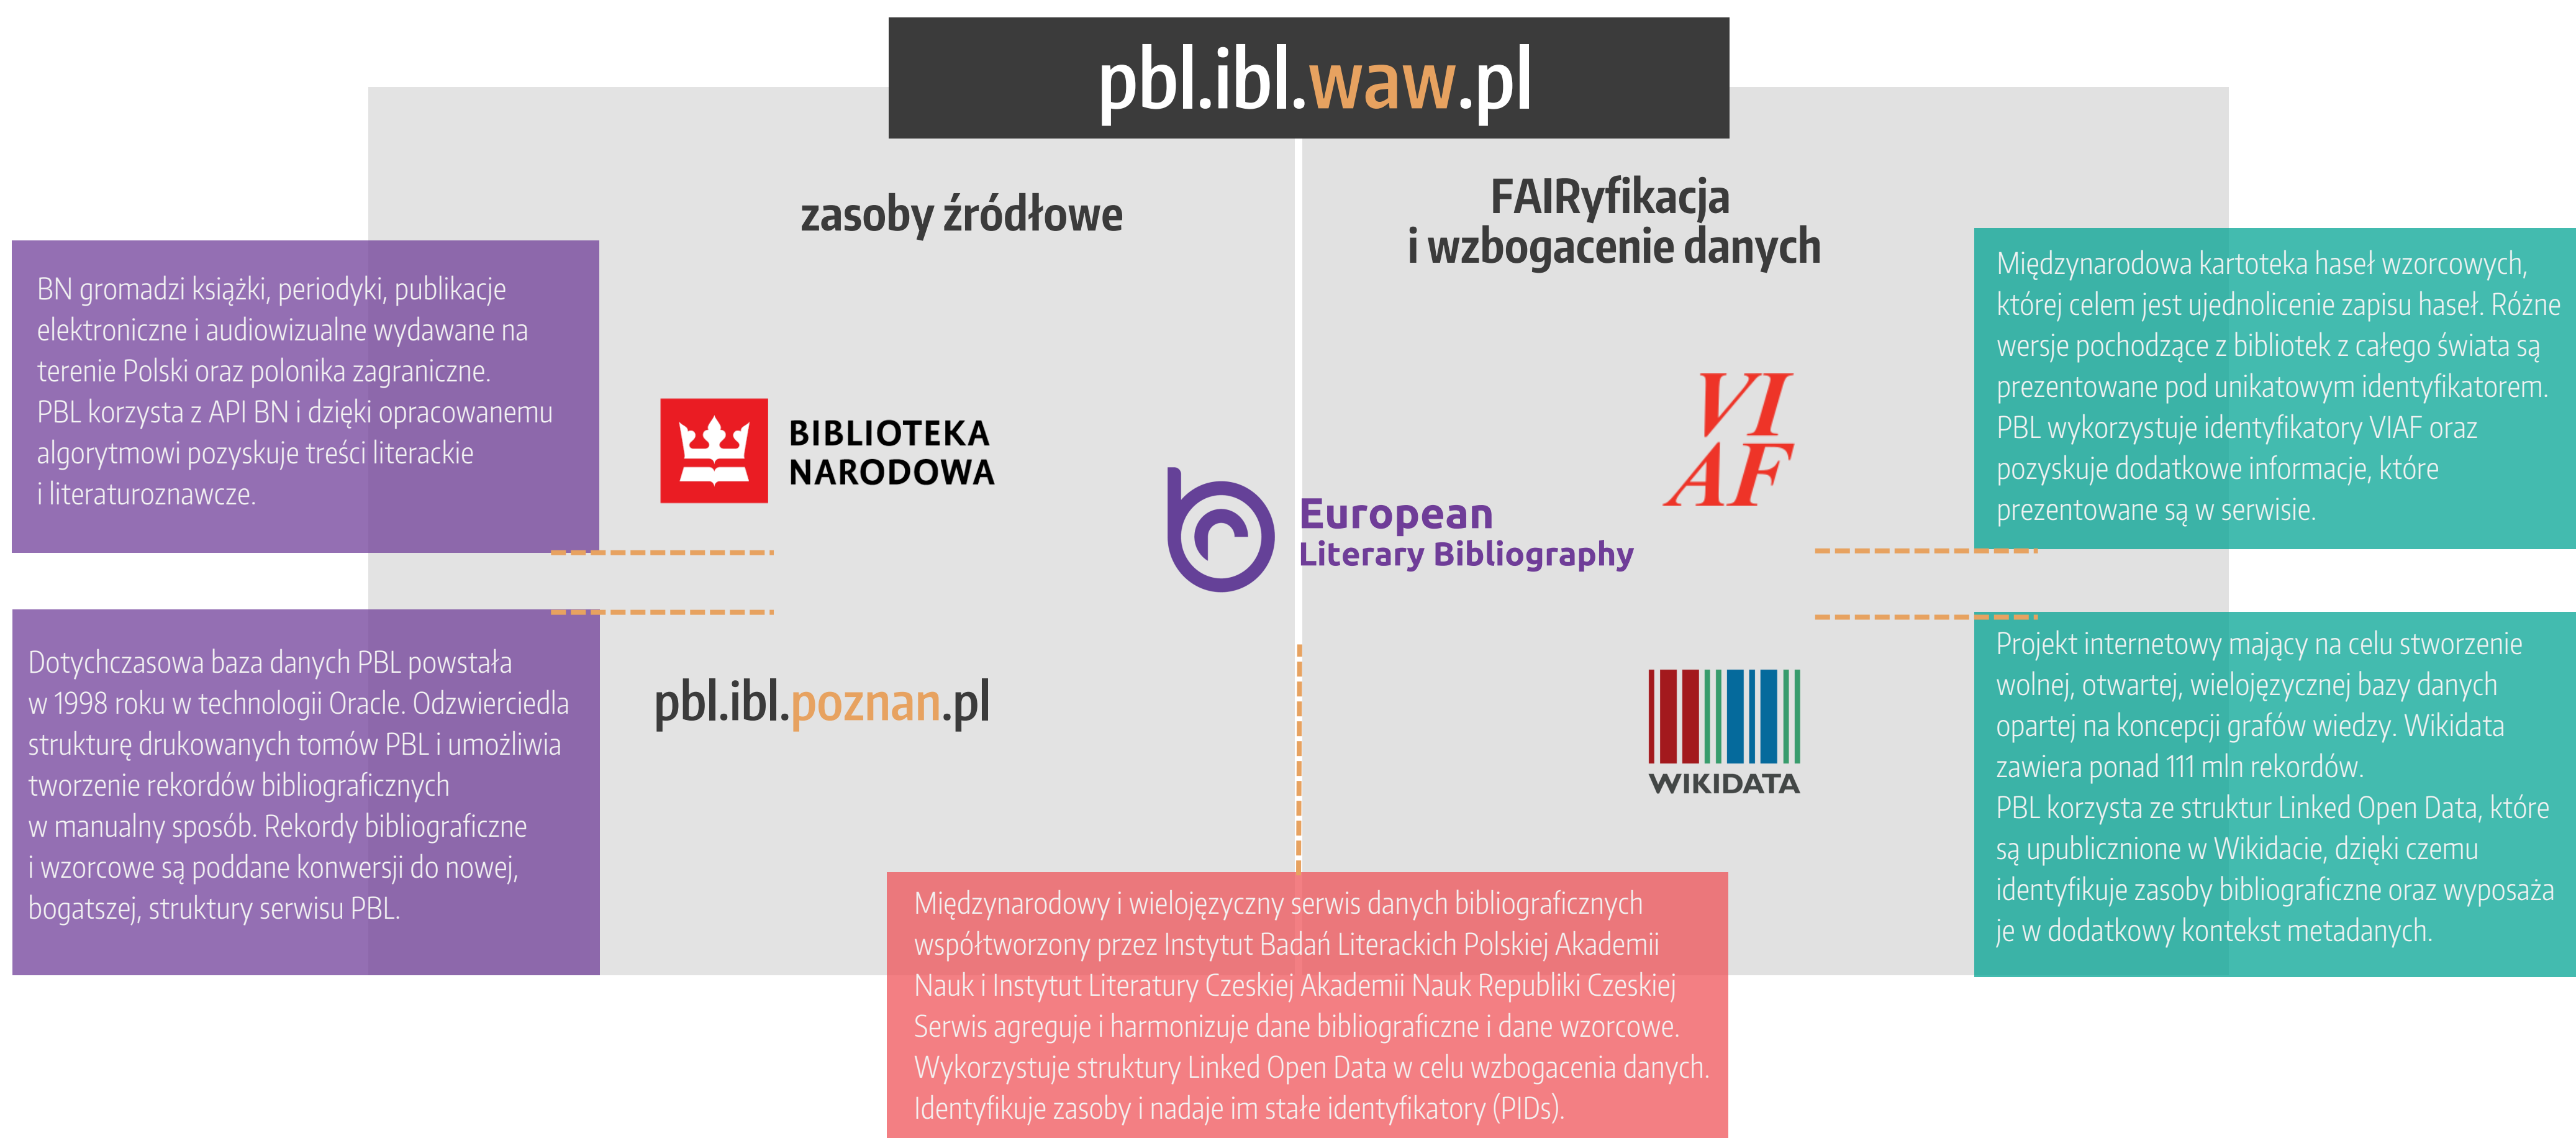 pbl.ibl.waw.pl
zasoby źródłowe
FAIRyfikacja
i wzbogacenie danych
BN gromadzi książki, periodyki, publikacje
elektroniczne i audiowizualne wydawane na
terenie Polski oraz polonika zagraniczne.
PBL korzysta z API BN i dzięki opracowanemu
algorytmowi pozyskuje treści literackie
i literaturoznawcze.
BIBLIOTEKA
NARODOWA
Dotychczasowa baza danych PBL powstała
w 1998 roku w technologii Oracle. Odzwierciedla
strukturę drukowanych tomów PBL i umożliwia
tworzenie rekordów bibliograficznych
w manualny sposób. Rekordy bibliograficzne
i wzorcowe są poddane konwersji do nowej,
bogatszej, struktury serwisu PBL.
pbl.ibl.poznan.pl
European
Literary Bibliography
Międzynarodowy i wielojęzyczny serwis danych bibliograficznych
współtworzony przez Instytut Badań Literackich Polskiej Akademii
Nauk i Instytut Literatury Czeskiej Akademii Nauk Republiki Czeskiej
Serwis agreguje i harmonizuje dane bibliograficzne i dane wzorcowe.
Wykorzystuje struktury Linked Open Data w celu wzbogacenia danych.
Identyfikuje zasoby i nadaje im stałe identyfikatory (PIDs).
VI
AF
Międzynarodowa kartoteka haseł wzorcowych,
której celem jest ujednolicenie zapisu haseł. Różne
wersje pochodzące z bibliotek z całego świata są
prezentowane pod unikatowym identyfikatorem.
PBL wykorzystuje identyfikatory VIAF oraz
pozyskuje dodatkowe informacje, które
prezentowane są w serwisie.
WIKIDATA
Projekt internetowy mający na celu stworzenie
wolnej, otwartej, wielojęzycznej bazy danych
opartej na koncepcji grafów wiedzy. Wikidata
zawiera ponad 111 mln rekordów.
PBL korzysta ze struktur Linked Open Data, które
są upublicznione w Wikidacie, dzięki czemu
identyfikuje zasoby bibliograficzne oraz wyposaża
je w dodatkowy kontekst metadanych.